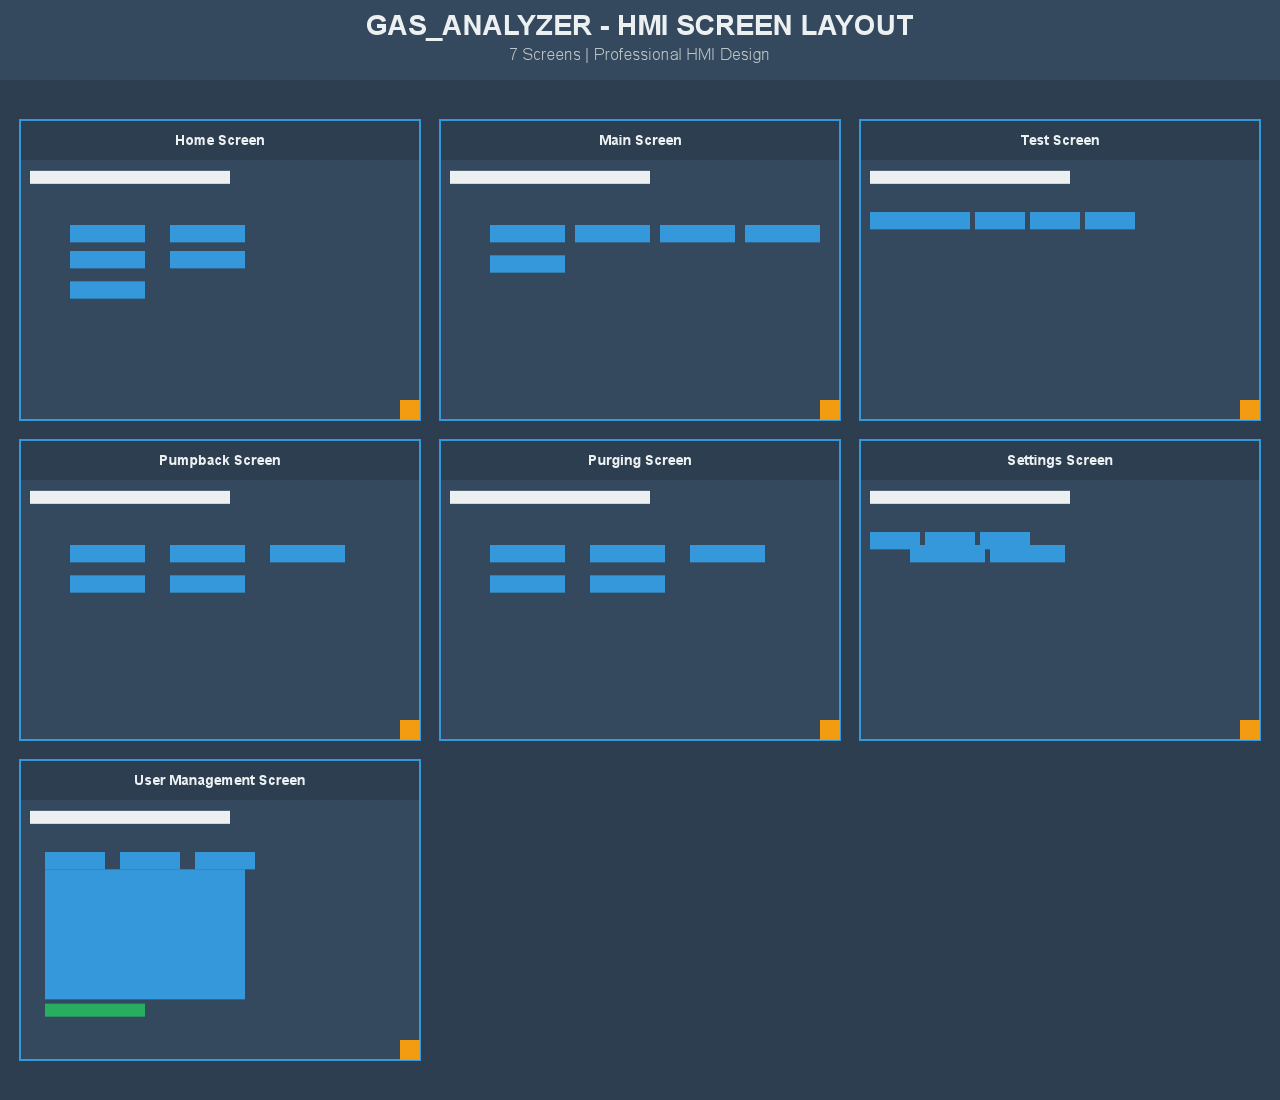 GAS_ANALYZER - HMI SCREEN LAYOUT
7 Screens | Professional HMI Design
Home Screen
Main Screen
Test Screen
Pumpback Screen
Purging Screen
Settings Screen
User Management Screen